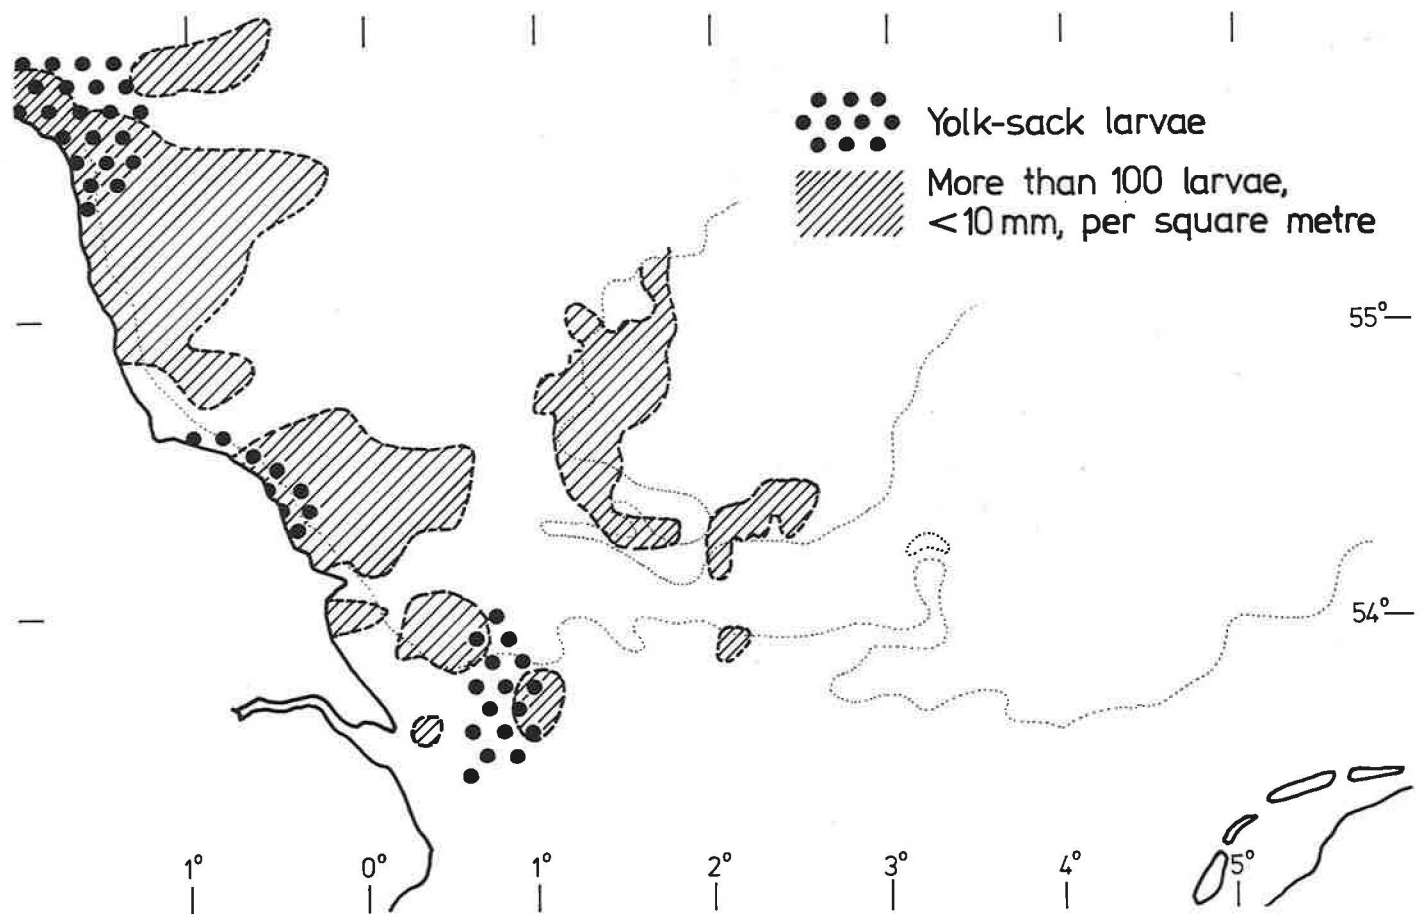 Yolk-sack larvae
More than 100 larvae,
<10 mm, per square metre
55°
54°
1° 0° 1° 2° 3° 4° 5°